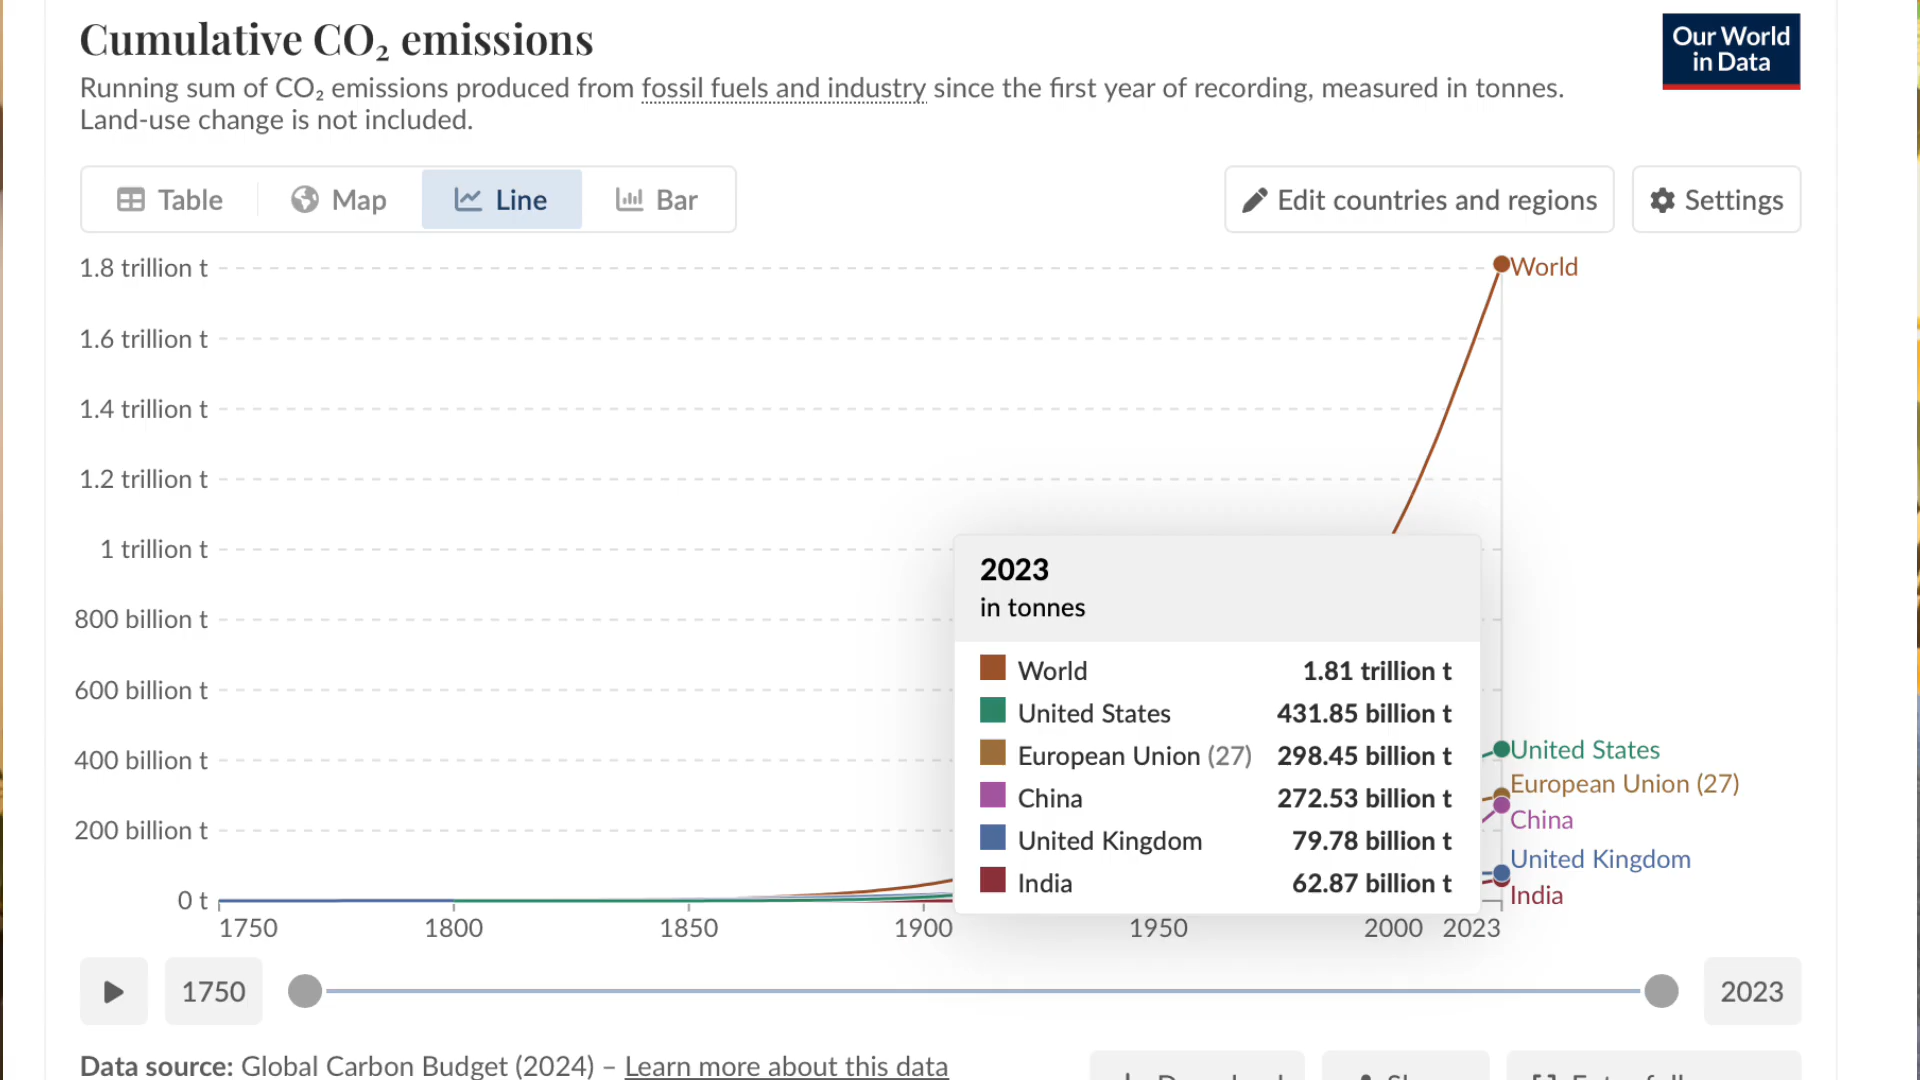 Cumulative CO₂ emissions
Our World
in Data
Running sum of CO₂ emissions produced from fossil fuels and industry since the first year of recording, measured in tonnes.
Land-use change is not included.
Table Map Line Bar Edit countries and regions Settings
1.8 trillion t
World
1.6 trillion t
1.4 trillion t
1.2 trillion t
1 trillion t
800 billion t
600 billion t
400 billion t
200 billion t
0 t
2023
in tonnes
World 1.81 trillion t
United States 431.85 billion t
European Union (27) 298.45 billion t
China 272.53 billion t
United Kingdom 79.78 billion t
India 62.87 billion t
United States
European Union (27)
China
United Kingdom
India
1750 1800 1850 1900 1950 2000 2023
1750 2023
Data source: Global Carbon Budget (2024) – Learn more about this data